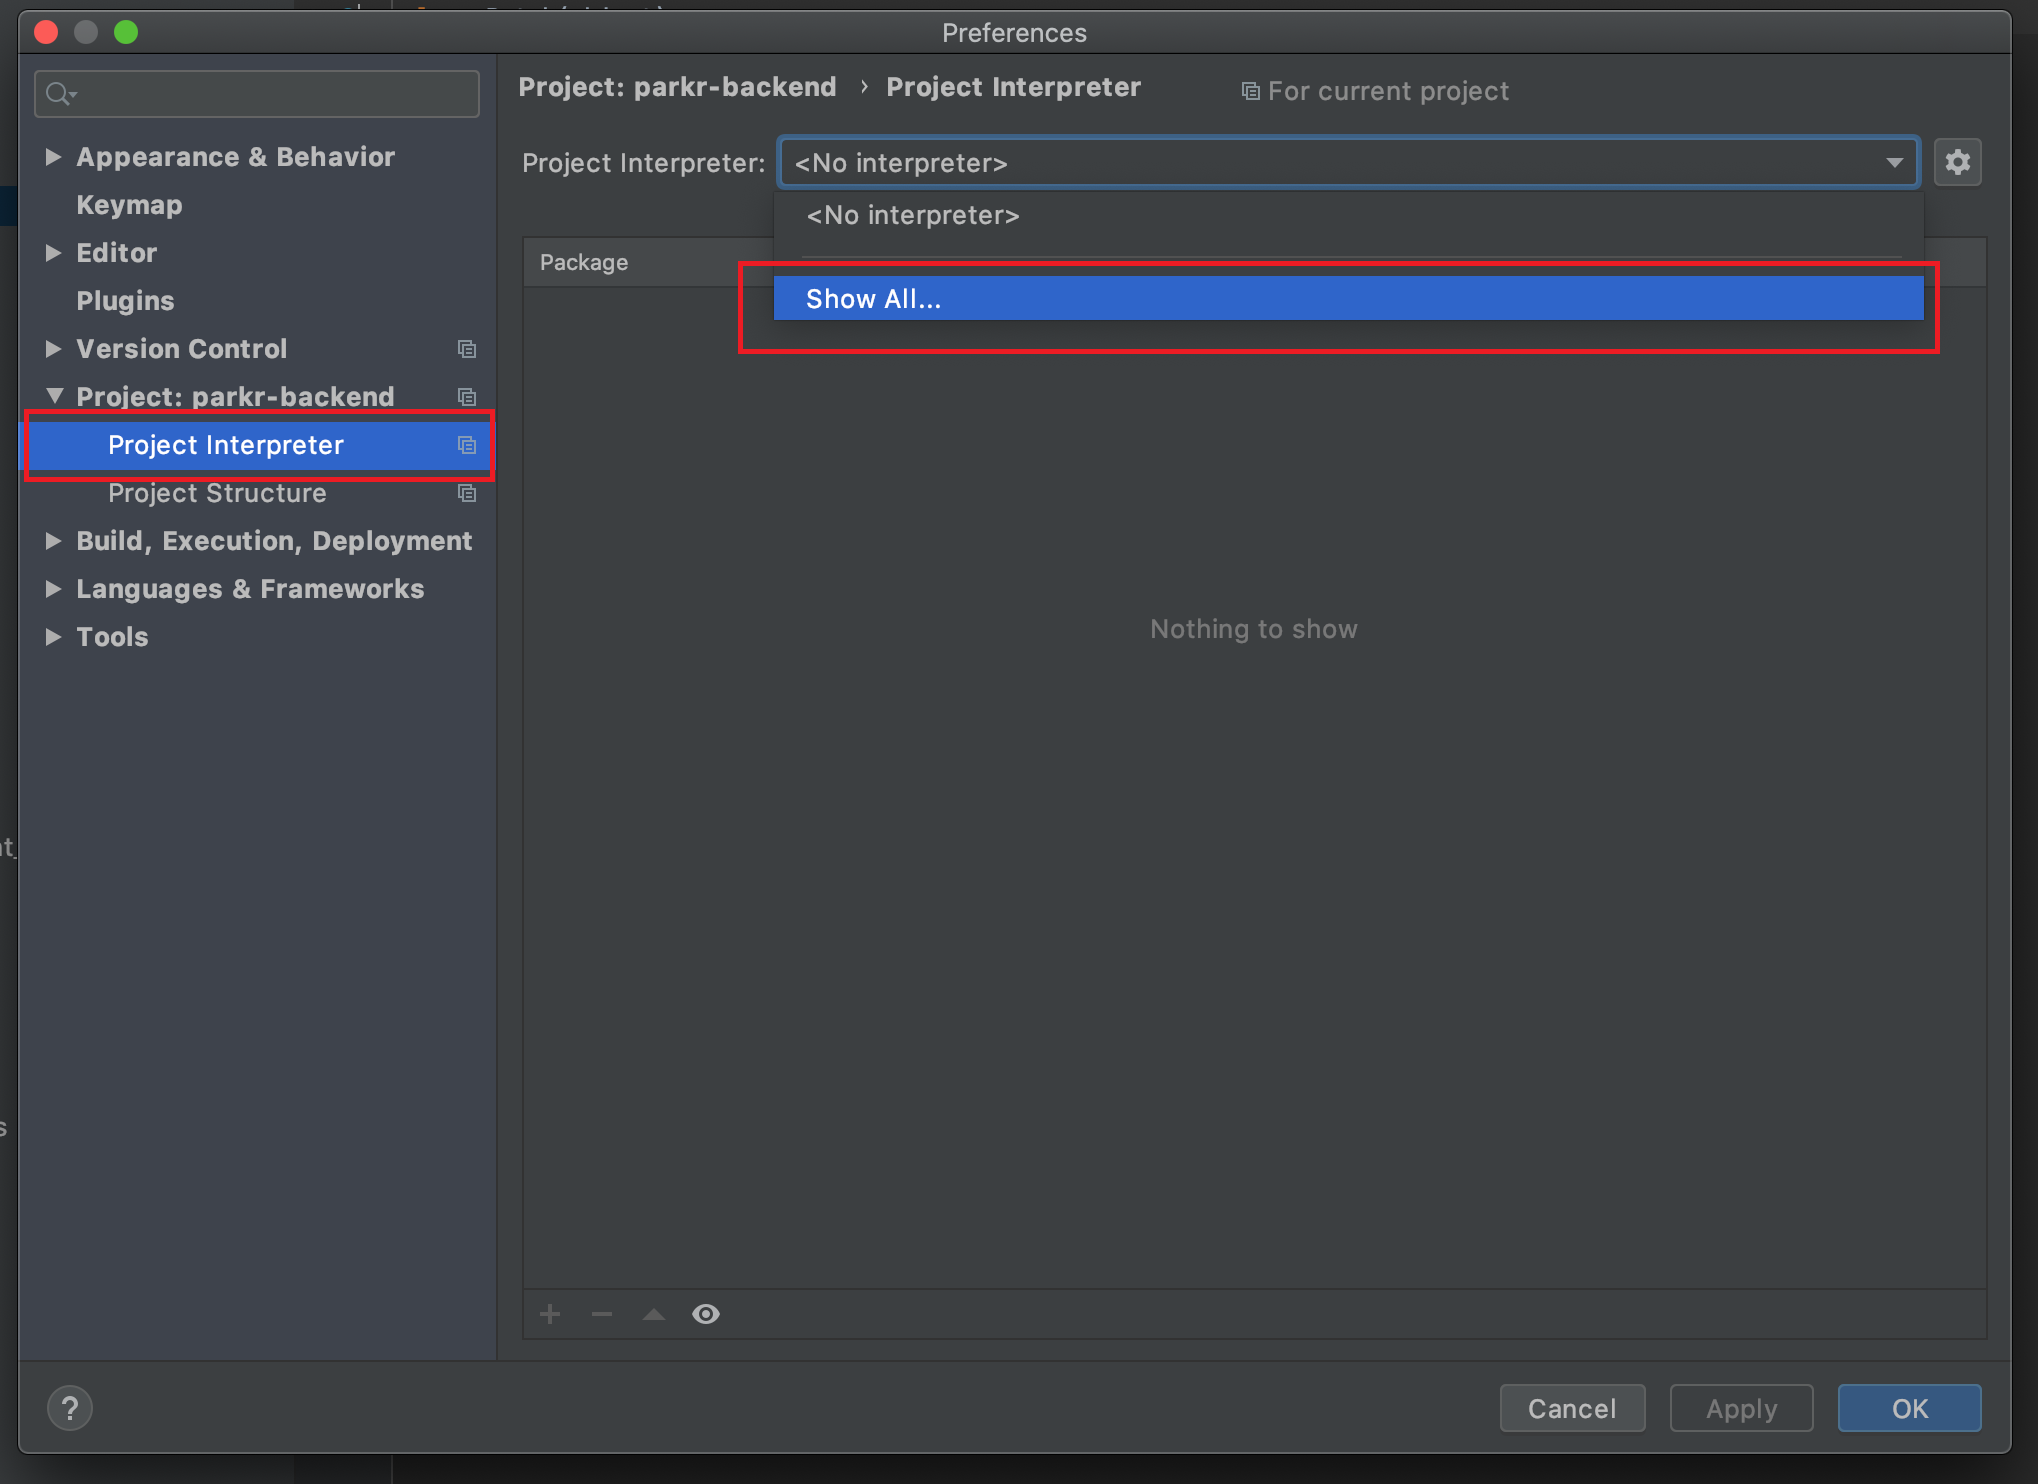 Preferences
Project: parkr-backend › Project Interpreter
For current project
Appearance & Behavior
Keymap
Editor
Plugins
Version Control
Project: parkr-backend
Project Interpreter
Project Structure
Build, Execution, Deployment
Languages & Frameworks
Tools
Project Interpreter: <No interpreter>
<No interpreter>
Show All...
Package
Nothing to show
?
Cancel
Apply
OK